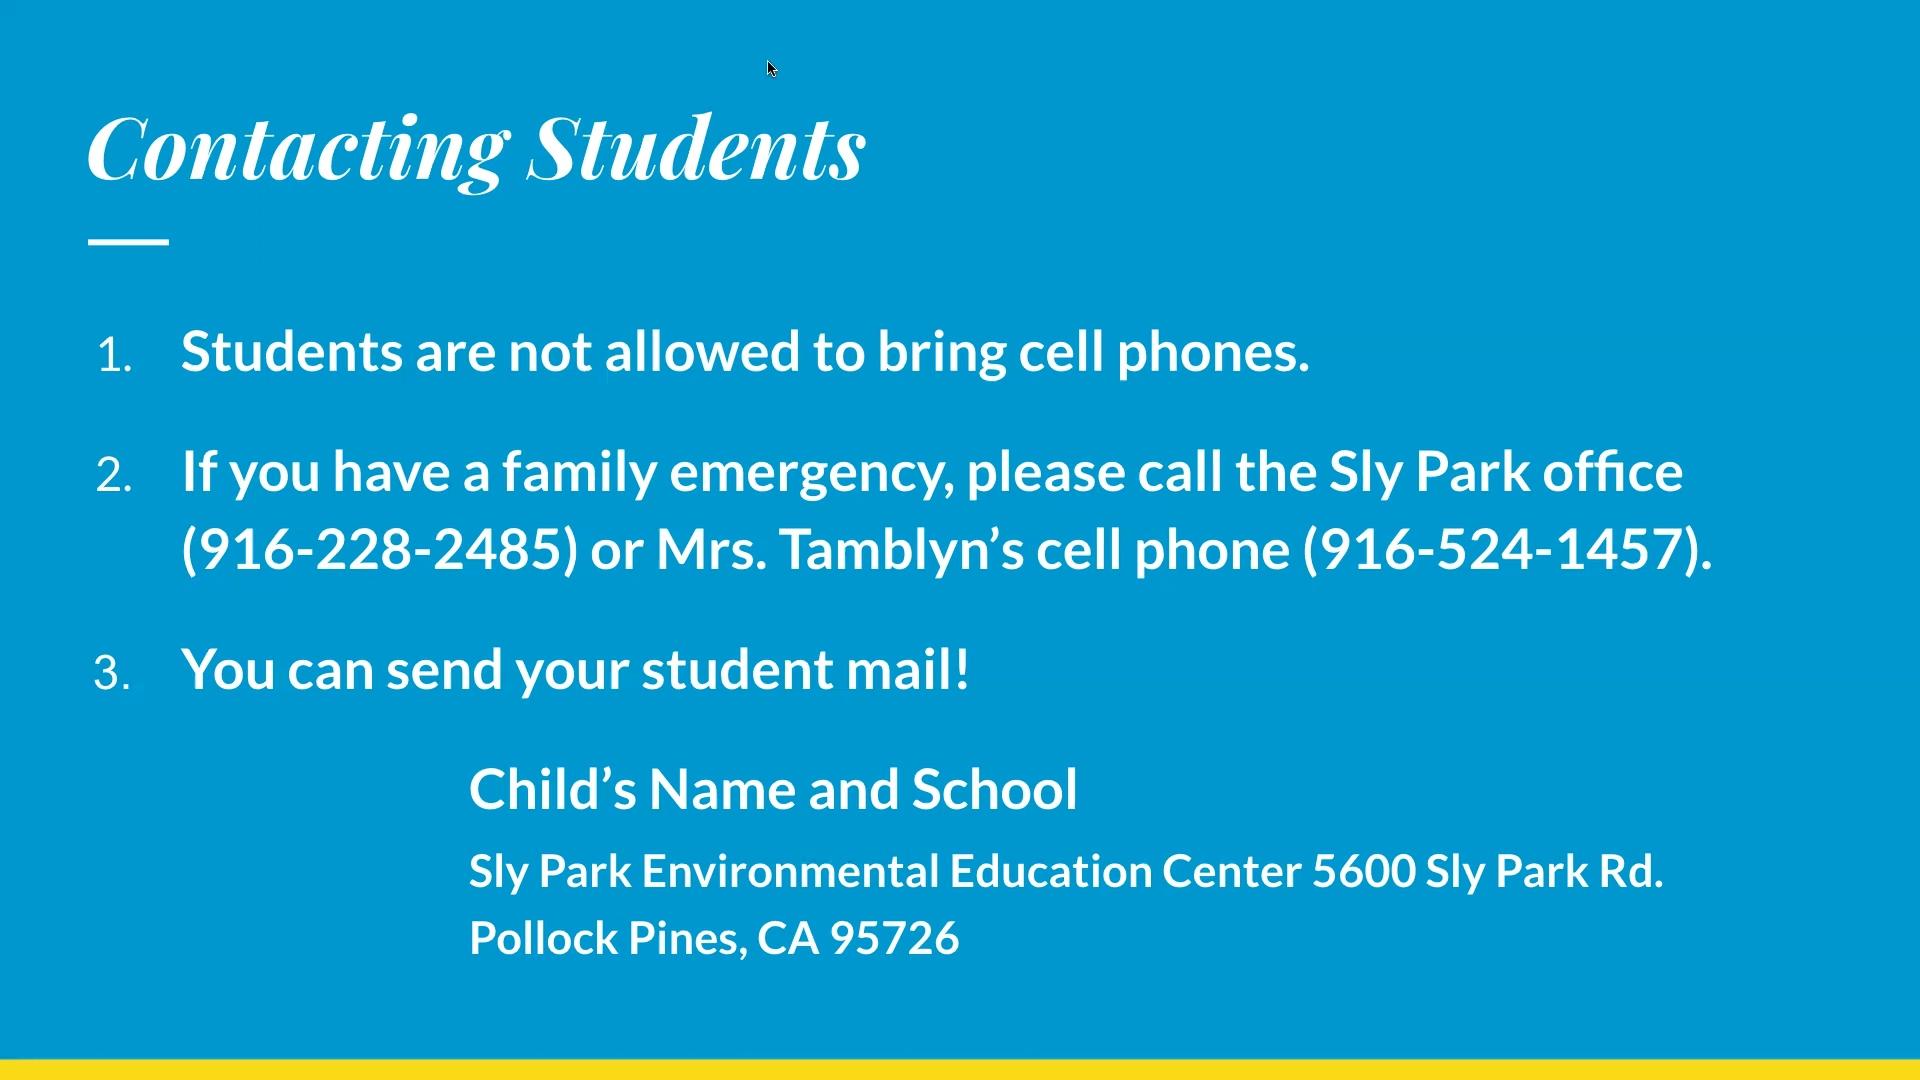 Contacting Students
1. Students are not allowed to bring cell phones.
2. If you have a family emergency, please call the Sly Park office
(916-228-2485) or Mrs. Tamblyn’s cell phone (916-524-1457).
3. You can send your student mail!
Child’s Name and School
Sly Park Environmental Education Center 5600 Sly Park Rd.
Pollock Pines, CA 95726